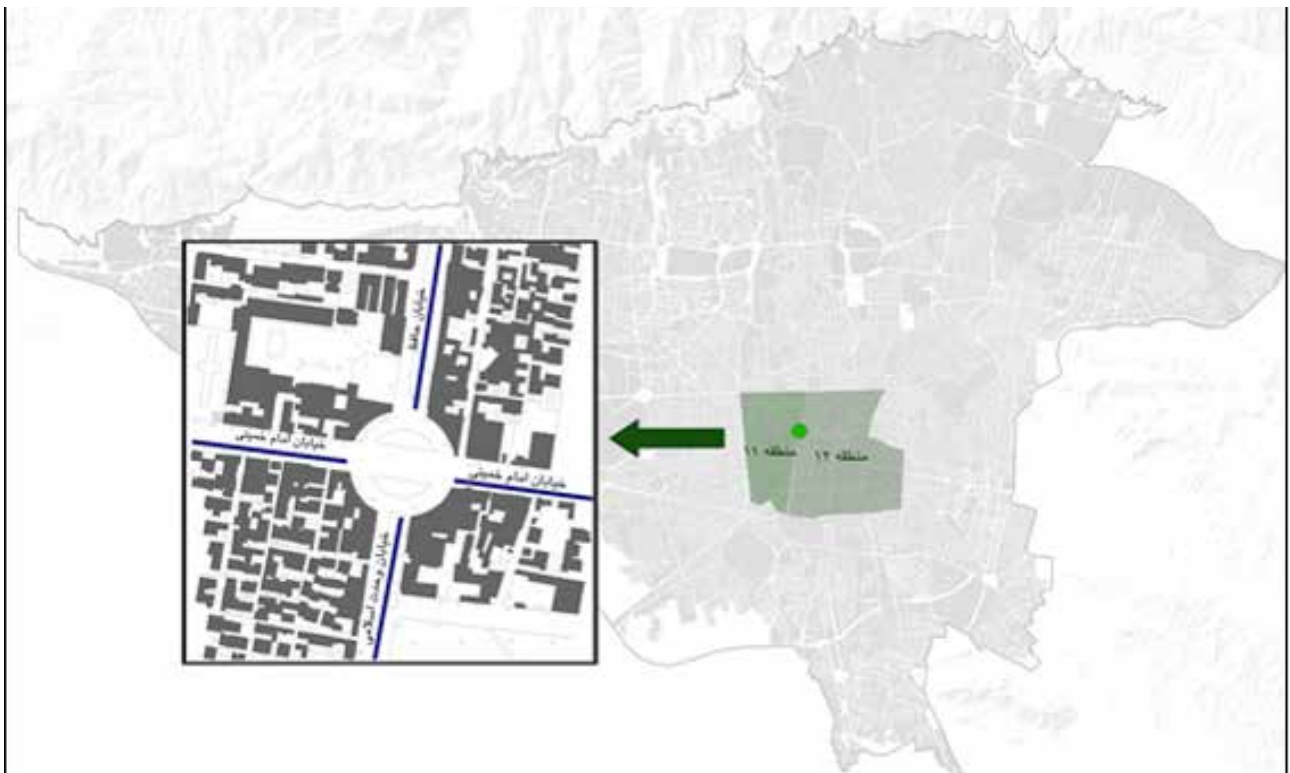 خیابان حافظ
خیابان امام خمینی
خیابان امام خمینی
خیابان وحدت اسلامی
منطقه ۱۱
منطقه ۱۲